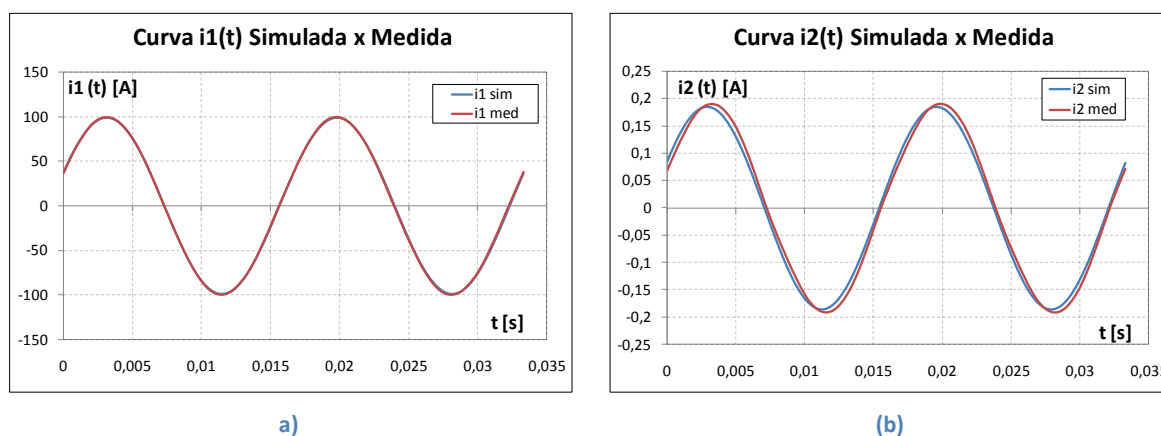 Curva i1(t) Simulada x Medida
i1 (t) [A]
i1 sim
i1 med
150
100
50
0
-50
-100
-150
t [s]
0 0,005 0,01 0,015 0,02 0,025 0,03 0,035
a)
Curva i2(t) Simulada x Medida
i2 (t) [A]
i2 sim
i2 med
0,25
0,2
0,15
0,1
0,05
0
-0,05
-0,1
-0,15
-0,2
-0,25
t [s]
0 0,005 0,01 0,015 0,02 0,025 0,03 0,035
(b)